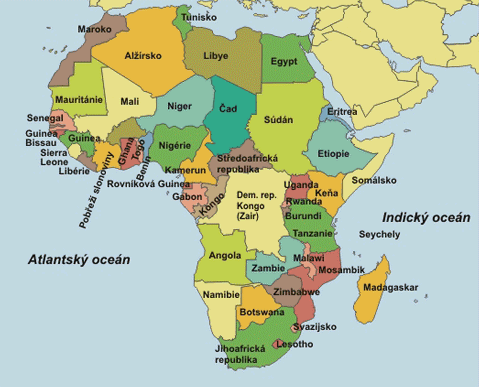 Tunisko
Maroko
Alžírsko
Libye
Egypt
Mauritánie
Mali
Niger
Čad
Súdán
Eritrea
Senegal
Guinea
Bissau
Guinea
Sierra
Leone
Libérie
Pobřeží slonoviny
Ghana
Togo
Benin
Nigérie
Kamerun
Středoafrická
republika
Etiopie
Somálsko
Rovníková Guinea
Gabon
Kongo
Dem. rep.
Kongo
(Zair)
Uganda
Keňa
Rwanda
Burundi
Tanzanie
Indický oceán
Seychely
Atlantský oceán
Angola
Zambie
Malawi
Mosambik
Madagaskar
Namibie
Zimbabwe
Botswana
Svazijsko
Lesotho
Jihoafrická
republika